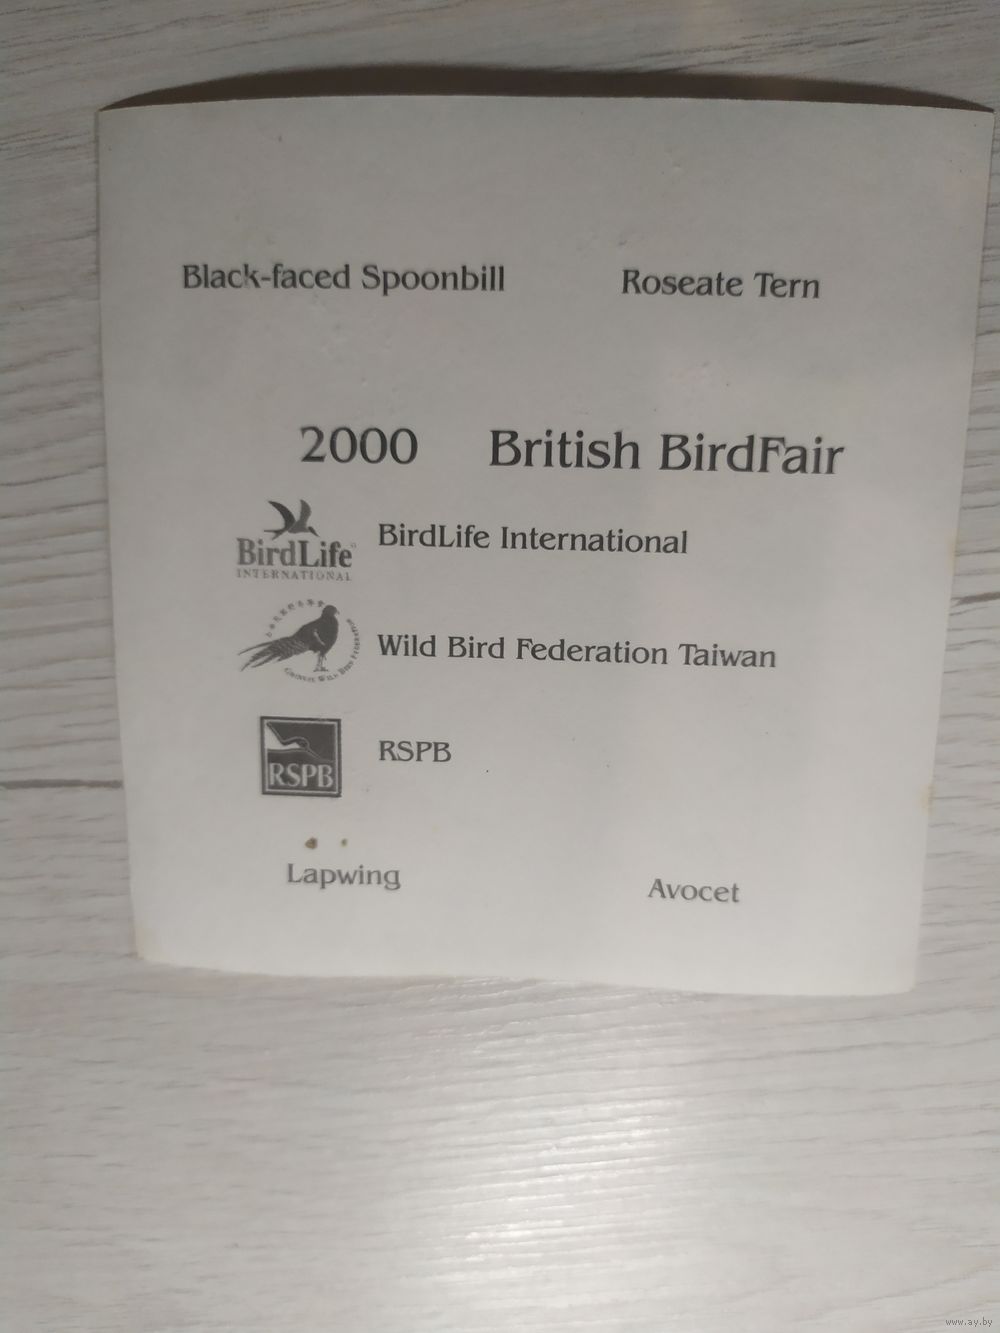 Black-faced Spoonbill Roseate Tern
2000 British BirdFair
BirdLife
INTERNATIONAL
BirdLife International
Wild Bird Federation Taiwan
RSPB
RSPB
Lapwing Avocet
www.ay.by